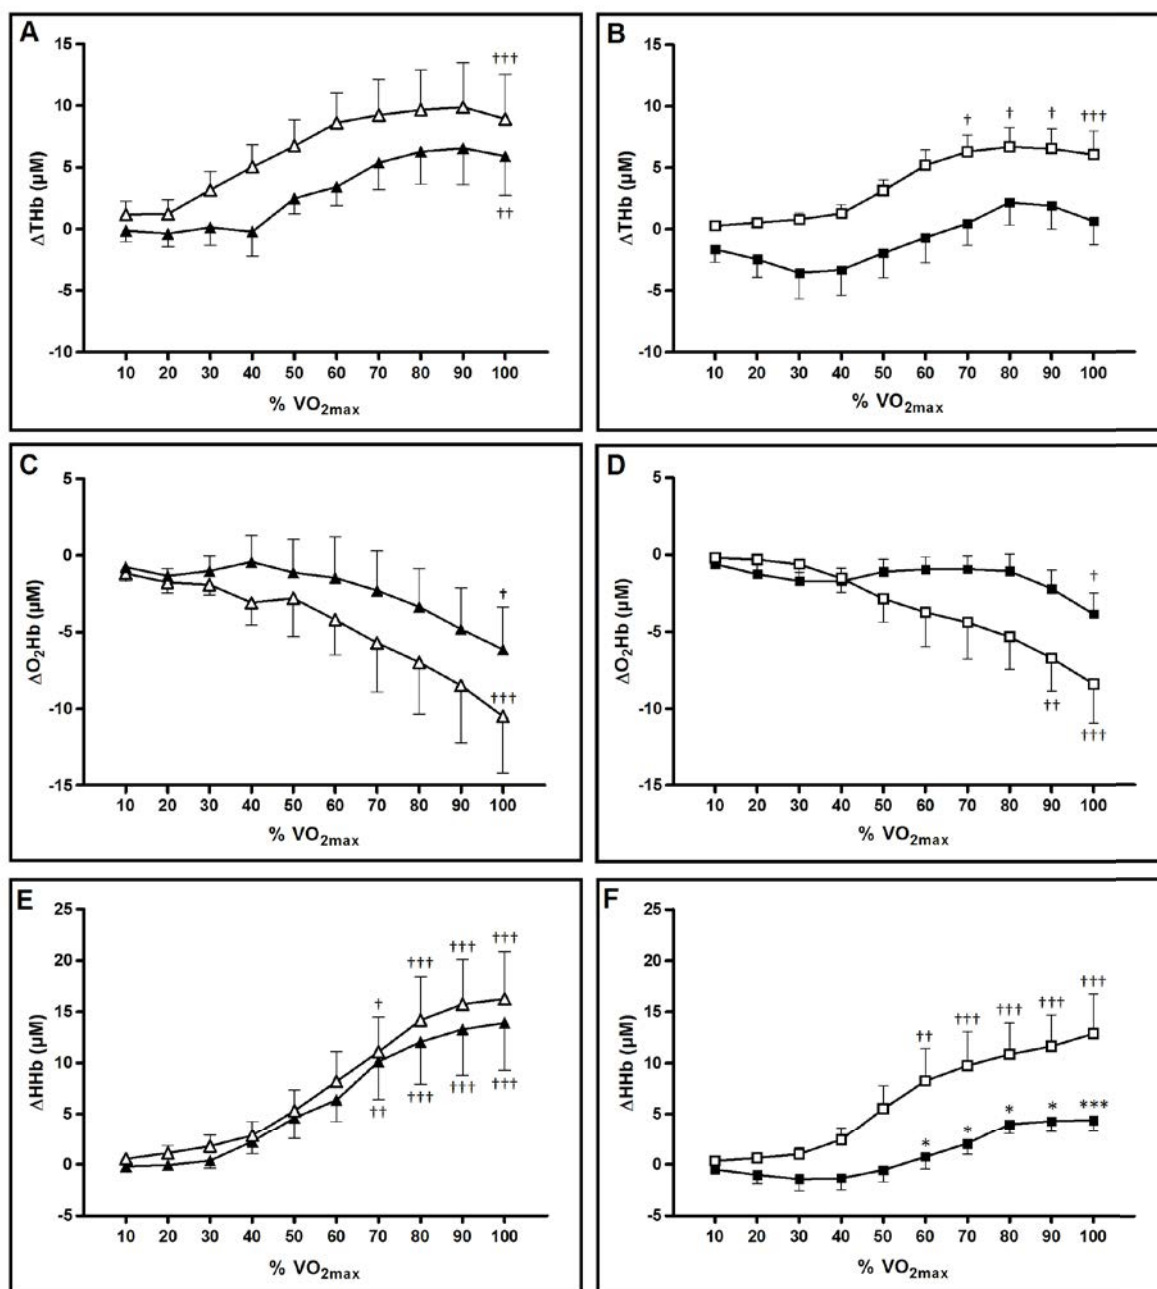 A
15
†††
10
5
0
††
-5
-10
ΔTHb (µM)
10 20 30 40 50 60 70 80 90 100
% VO2max
B
15
† † † †††
10
5
0
-5
-10
ΔTHb (µM)
10 20 30 40 50 60 70 80 90 100
% VO2max
C
5
0
-5
†
-10
†††
-15
ΔO2Hb (µM)
10 20 30 40 50 60 70 80 90 100
% VO2max
D
5
0
†
-5
-10
†† †††
-15
ΔO2Hb (µM)
10 20 30 40 50 60 70 80 90 100
% VO2max
E
25
† ††† ††† †††
20
15
10
5
†† ††† ††† †††
0
-5
ΔHHb (µM)
10 20 30 40 50 60 70 80 90 100
% VO2max
F
25
†† ††† ††† ††† †††
20
15
10
5
* * * * ***
0
-5
ΔHHb (µM)
10 20 30 40 50 60 70 80 90 100
% VO2max